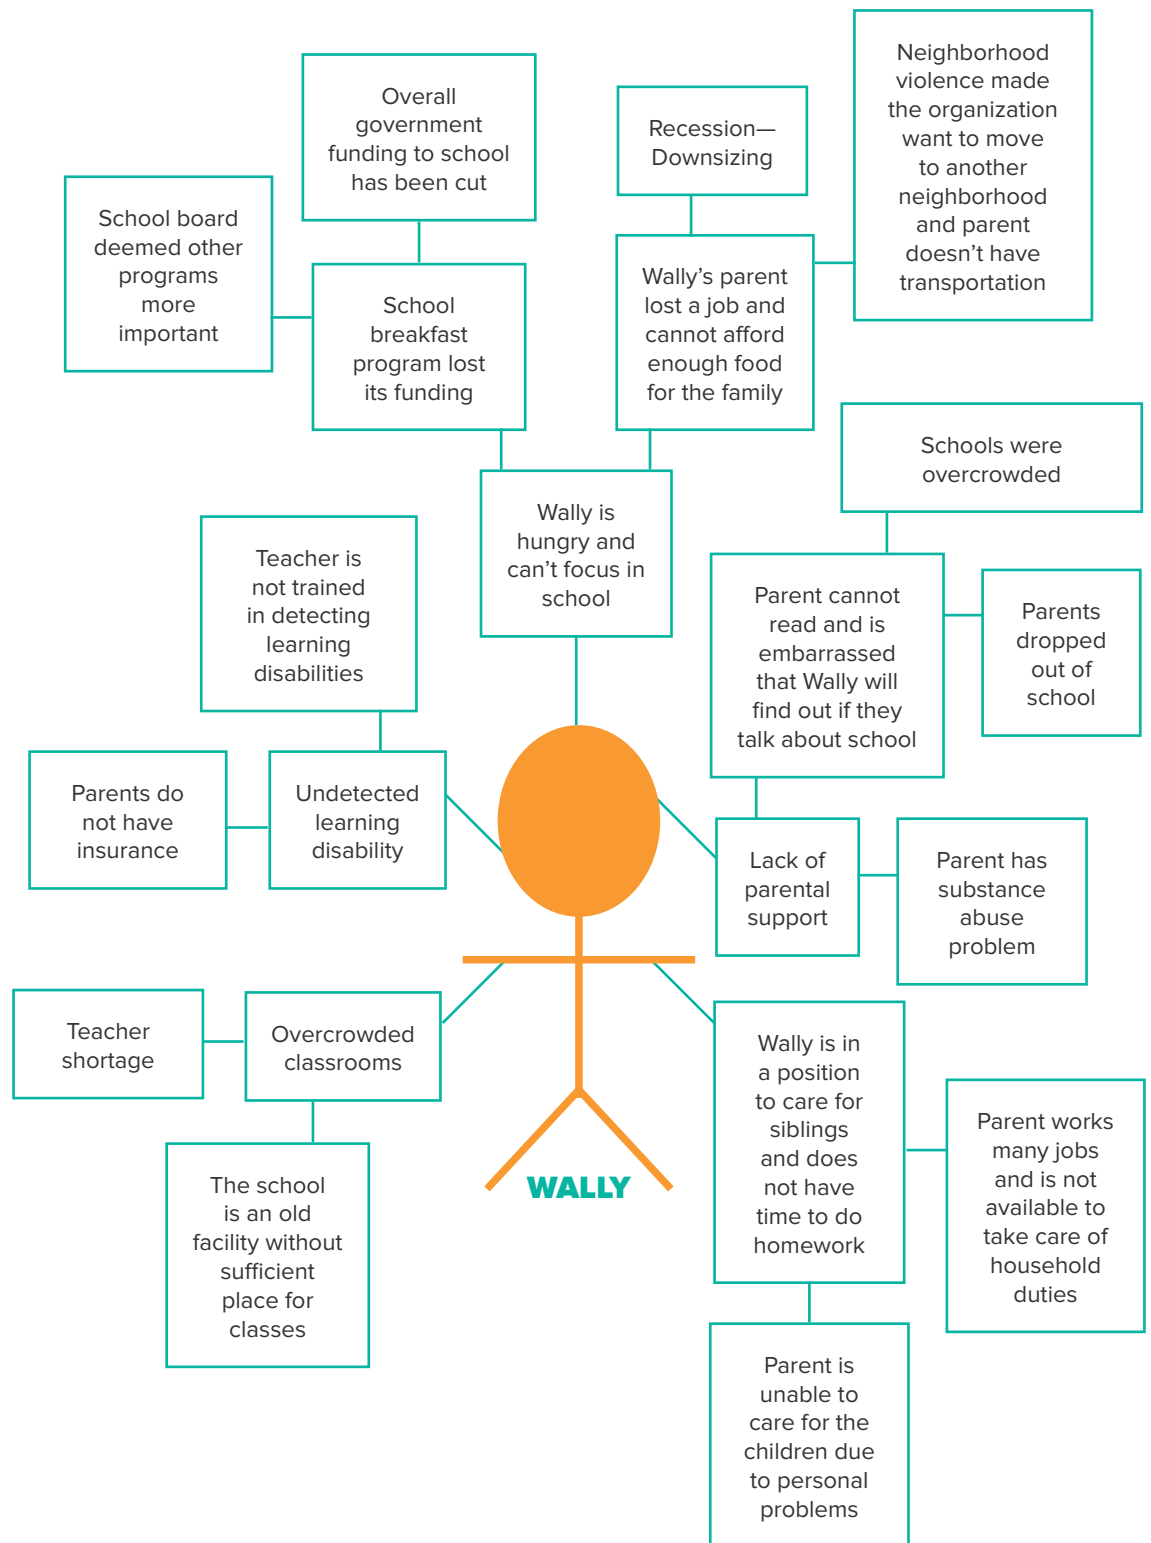 Neighborhood
violence made
the organization
want to move
to another
neighborhood
and parent
doesn’t have
transportation
Overall
government
funding to school
has been cut
Recession—
Downsizing
School board
deemed other
programs
more
important
School
breakfast
program lost
its funding
Wally’s parent
lost a job and
cannot afford
enough food
for the family
Schools were
overcrowded
Wally is
hungry and
can’t focus in
school
Teacher is
not trained
in detecting
learning
disabilities
Parent cannot
read and is
embarrassed
that Wally will
find out if they
talk about school
Parents
dropped
out of
school
Parents do
not have
insurance
Undetected
learning
disability
Lack of
parental
support
Parent has
substance
abuse
problem
Teacher
shortage
Overcrowded
classrooms
Wally is in
a position
to care for
siblings
and does
not have
time to do
homework
Parent works
many jobs
and is not
available to
take care of
household
duties
The school
is an old
facility without
sufficient
place for
classes
WALLY
Parent is
unable to
care for the
children due
to personal
problems